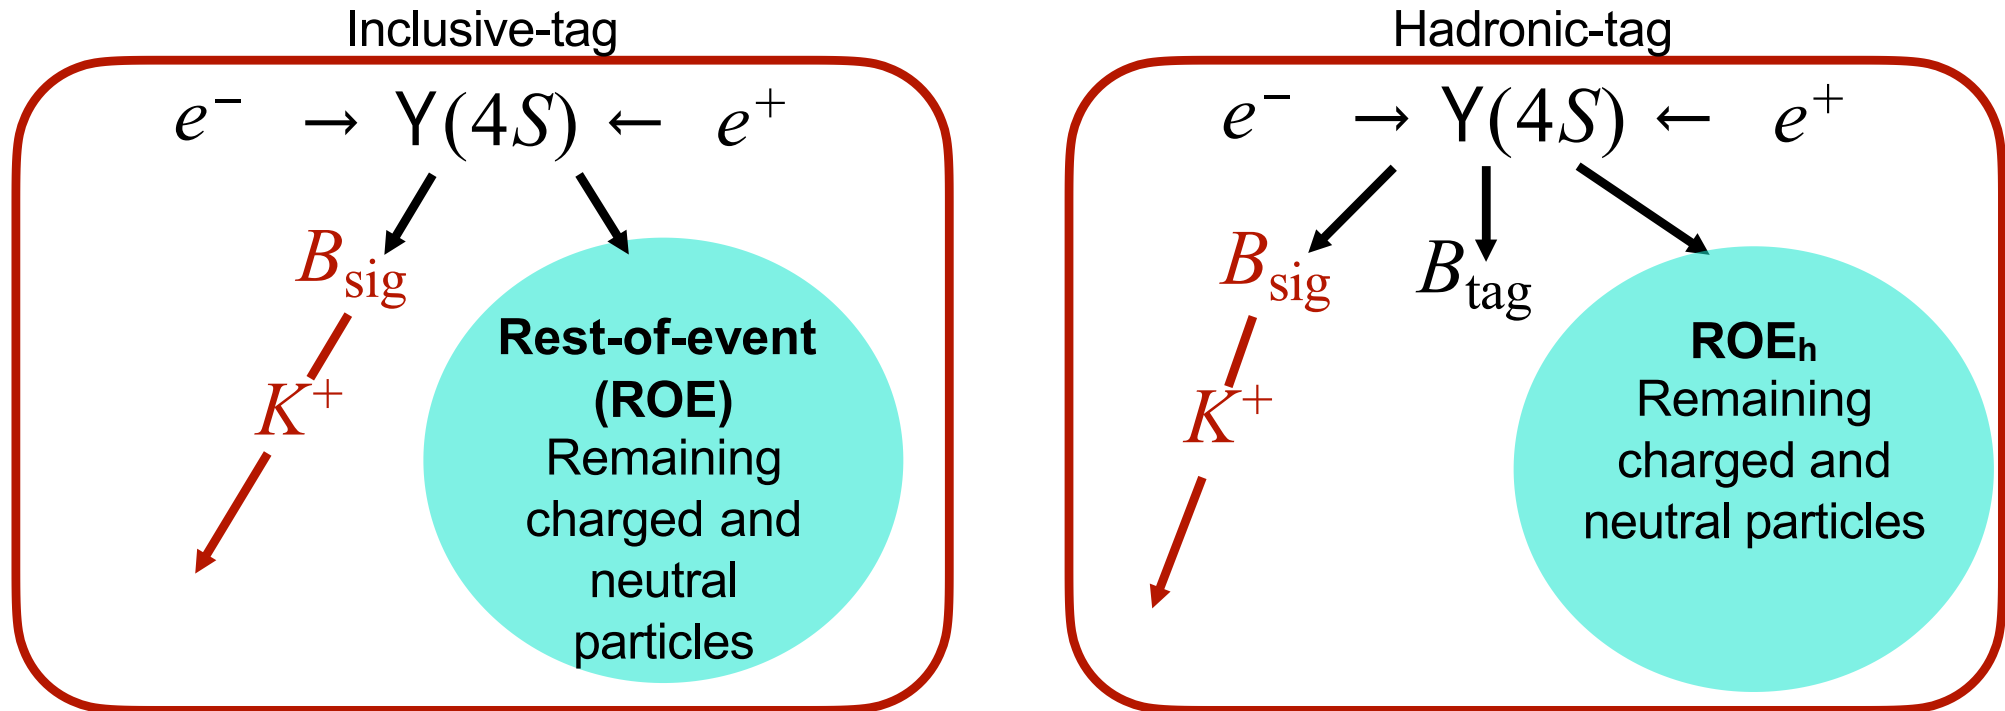 Inclusive-tag
e⁻ → Υ(4S) ← e⁺
B_sig
K⁺
Rest-of-event
(ROE)
Remaining
charged and
neutral
particles
Hadronic-tag
e⁻ → Υ(4S) ← e⁺
B_sig
B_tag
K⁺
ROE_h
Remaining
charged and
neutral particles